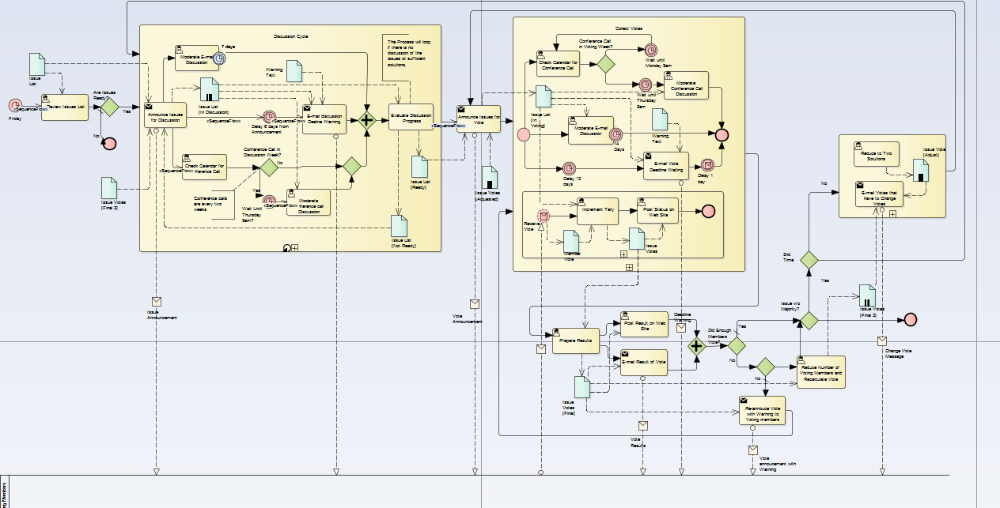 Discussion Cycle
7 days
Moderate E-mail
Discussion
The Process will loop
if there is no
discussion of the
issues or sufficient
solutions.
Warning
Text
Issue
List
Are Issues
Ready?
Yes
No
«SequenceFlow»
Review Issues List
Friday
Announce Issues
for Discussion
Issue List
[In Discussion]
«SequenceFlow»
«SequenceFlow»
Delay 6 days from
Announcement
E-mail discussion
Deadline Warning
Evaluate Discussion
Progress
«SequenceFlow»
Check Calendar for
Conference Call
«SequenceFlow»
Conference Call in
Discussion Week?
No
Yes
Conference calls
are every two
weeks
Wait Until
Thursday
9am?
«SequenceFlow»
Moderate
conference call
Discussion
Issue List
[Ready]
Issue List
[Not Ready]
Issue Votes
[Final 2]
Issue
Announcement
Announce Issues for
Vote
Issue Votes
[Adjusted]
Vote
Announcement
Collect Votes
Conference Call
in Voting Week?
Check Calendar for
Conference Call
Wait until
Monday 9am
Wait until
Thursday
9am
Moderate
Conference Call
Discussion
Issue List
[In
Voting]
Moderate E-mail
Discussion
14
Days
Warning
Text
Delay 13
days
E-mail Vote
Deadline Waiting
Delay 1
day
Receive
Vote
Increment Tally
Post Status on
Web Site
Member
Vote
Issue
Votes
Reduce to Two
Solutions
Issue Vote
[Adjust]
E-mail Votes that
have to Change
Votes
No
2nd
Time
Yes
Issue w/o
Majority?
Issue Votes
[Final 2]
Prepare Results
Post Result on Web
Site
E-mail Result of Vote
Deadline
Warning
Did Enough
Members
Vote?
Yes
No
No
Reduce Number of
Voting Members and
Recalculate Vote
Change Vote
Message
Issue
Votes
[Final]
Re-annouce Vote
with Warning to
Voting members
Vote
Results
Vote
annoucement with
Warning